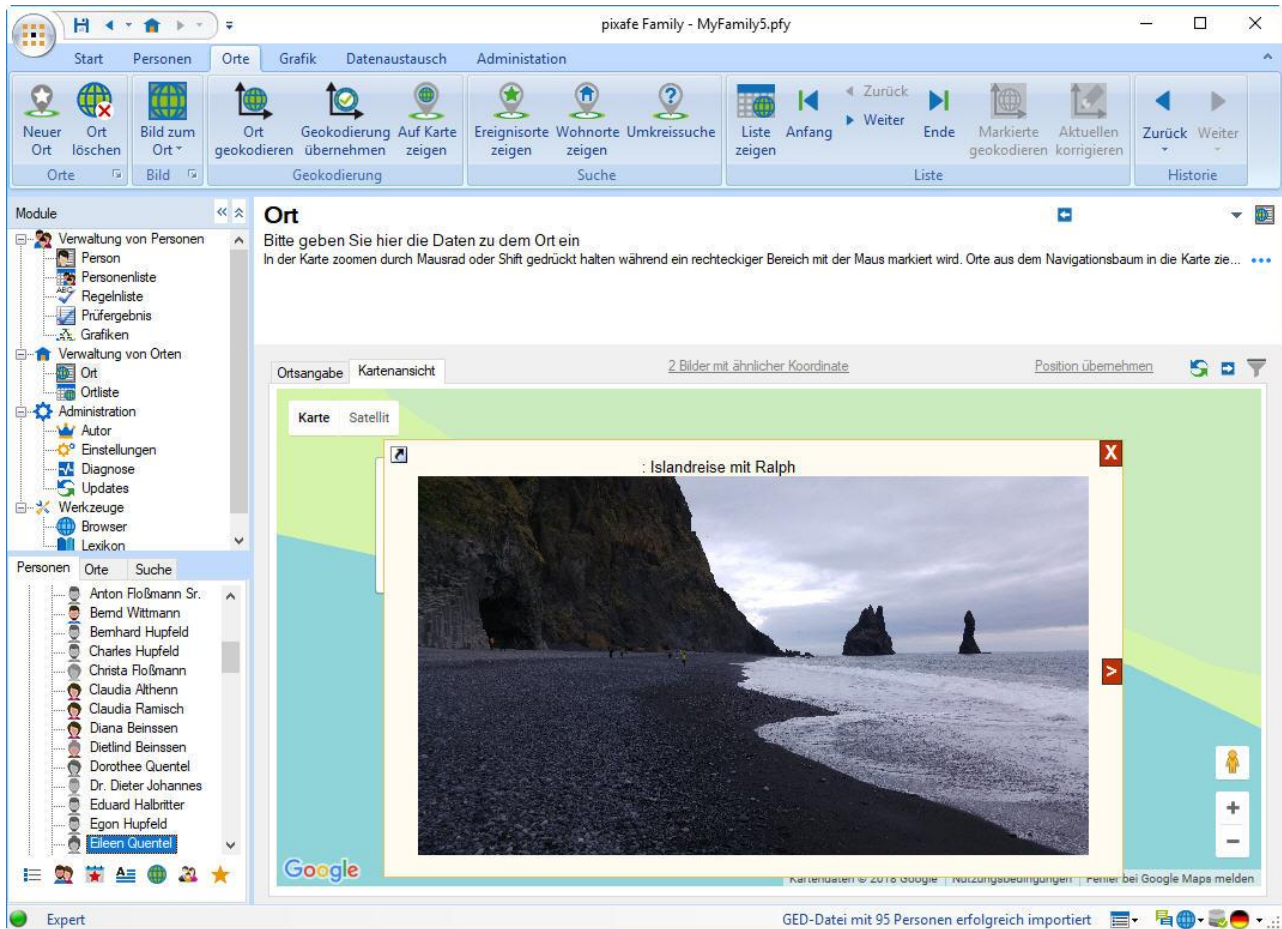 pixafe Family - MyFamily5.pfy
Start Personen Orte Grafik Datenaustausch Administation
Neuer Ort
Ort löschen
Bild zum Ort
Ort geokodieren
Geokodierung übernehmen
Auf Karte zeigen
Ereignisorte zeigen
Wohnorte zeigen
Umkreissuche
Liste zeigen
Anfang
Zurück
Weiter
Ende
Markierte geokodieren
Aktuellen korrigieren
Zurück
Weiter
Orte Bild Geokodierung Suche Liste Historie
Module
Verwaltung von Personen
Person
Personenliste
Regelnliste
Prüfergebnis
Grafiken
Verwaltung von Orten
Ort
Ortliste
Administration
Autor
Einstellungen
Diagnose
Updates
Werkzeuge
Browser
Lexikon
Personen Orte Suche
Anton Floßmann Sr.
Bernd Wittmann
Bernhard Hupfeld
Charles Hupfeld
Christa Floßmann
Claudia Althenn
Claudia Ramisch
Diana Beinssen
Dietlind Beinssen
Dorothee Quentel
Dr. Dieter Johannes
Eduard Halbritter
Egon Hupfeld
Eileen Quentel
Ort
Bitte geben Sie hier die Daten zu dem Ort ein
In der Karte zoomen durch Mausrad oder Shift gedrückt halten während ein rechteckiger Bereich mit der Maus markiert wird. Orte aus dem Navigationsbaum in die Karte zie...
Ortsangabe Kartenansicht 2 Bilder mit ähnlicher Koordinate Position übernehmen
Karte Satellit
X
: Islandreise mit Ralph
>
+
−
Google
Kartendaten © 2018 Google Nutzungsbedingungen Fehler bei Google Maps melden
Expert GED-Datei mit 95 Personen erfolgreich importiert